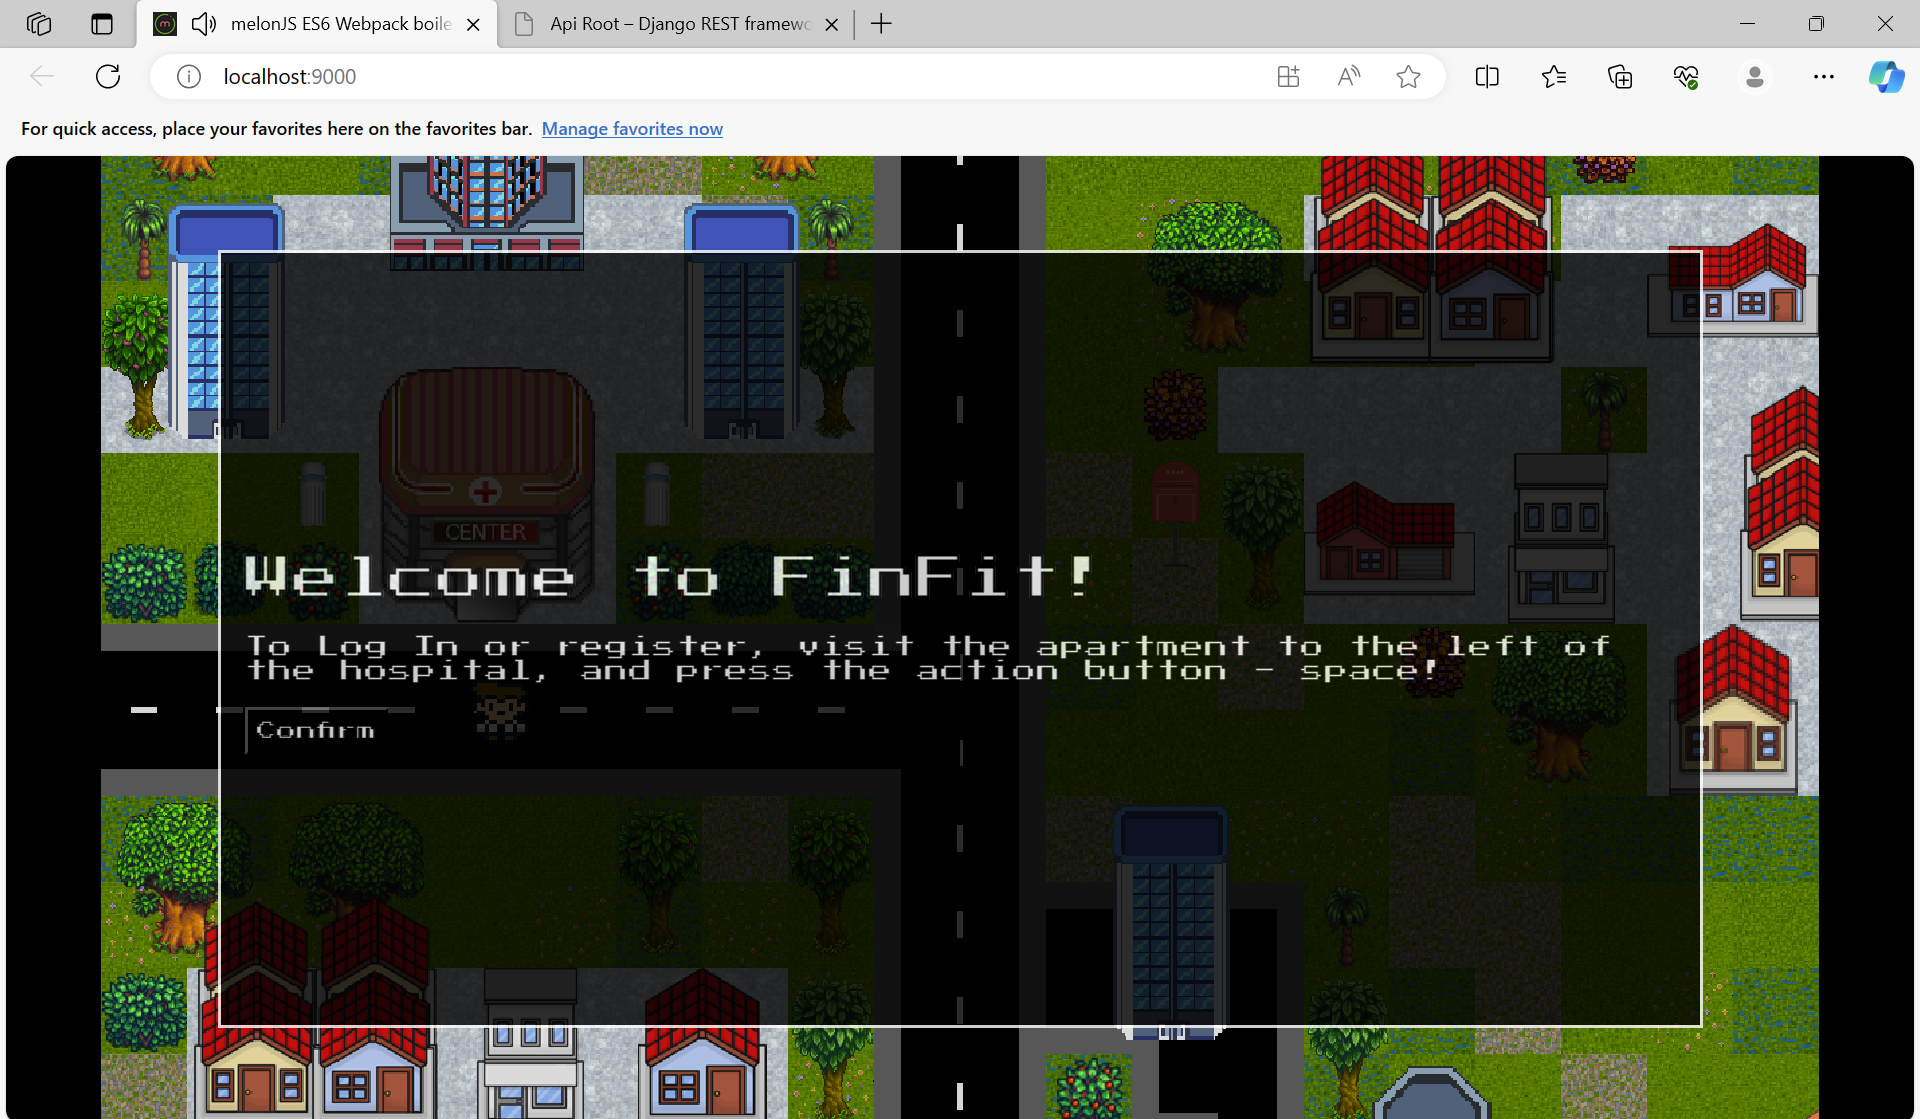 melonJS ES6 Webpack boile
Api Root – Django REST framewo
localhost:9000
For quick access, place your favorites here on the favorites bar. Manage favorites now
CENTER
Welcome to FinFit!
To Log In or register, visit the apartment to the left of
the hospital, and press the action button - space!
Confirm